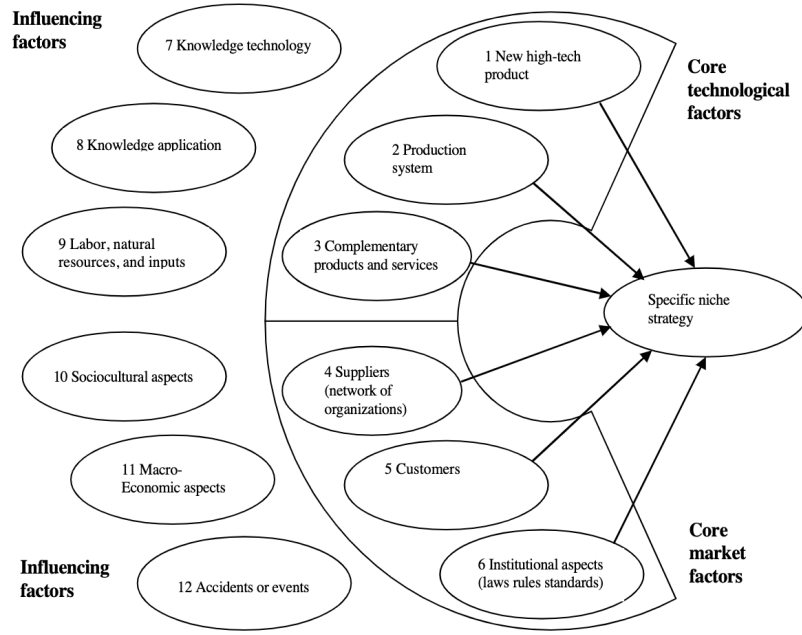 Influencing
factors
7 Knowledge technology
8 Knowledge application
9 Labor, natural
resources, and inputs
10 Sociocultural aspects
11 Macro-
Economic aspects
Influencing
factors
12 Accidents or events
1 New high-tech
product
2 Production
system
3 Complementary
products and services
4 Suppliers
(network of
organizations)
5 Customers
6 Institutional aspects
(laws rules standards)
Core
technological
factors
Specific niche
strategy
Core
market
factors